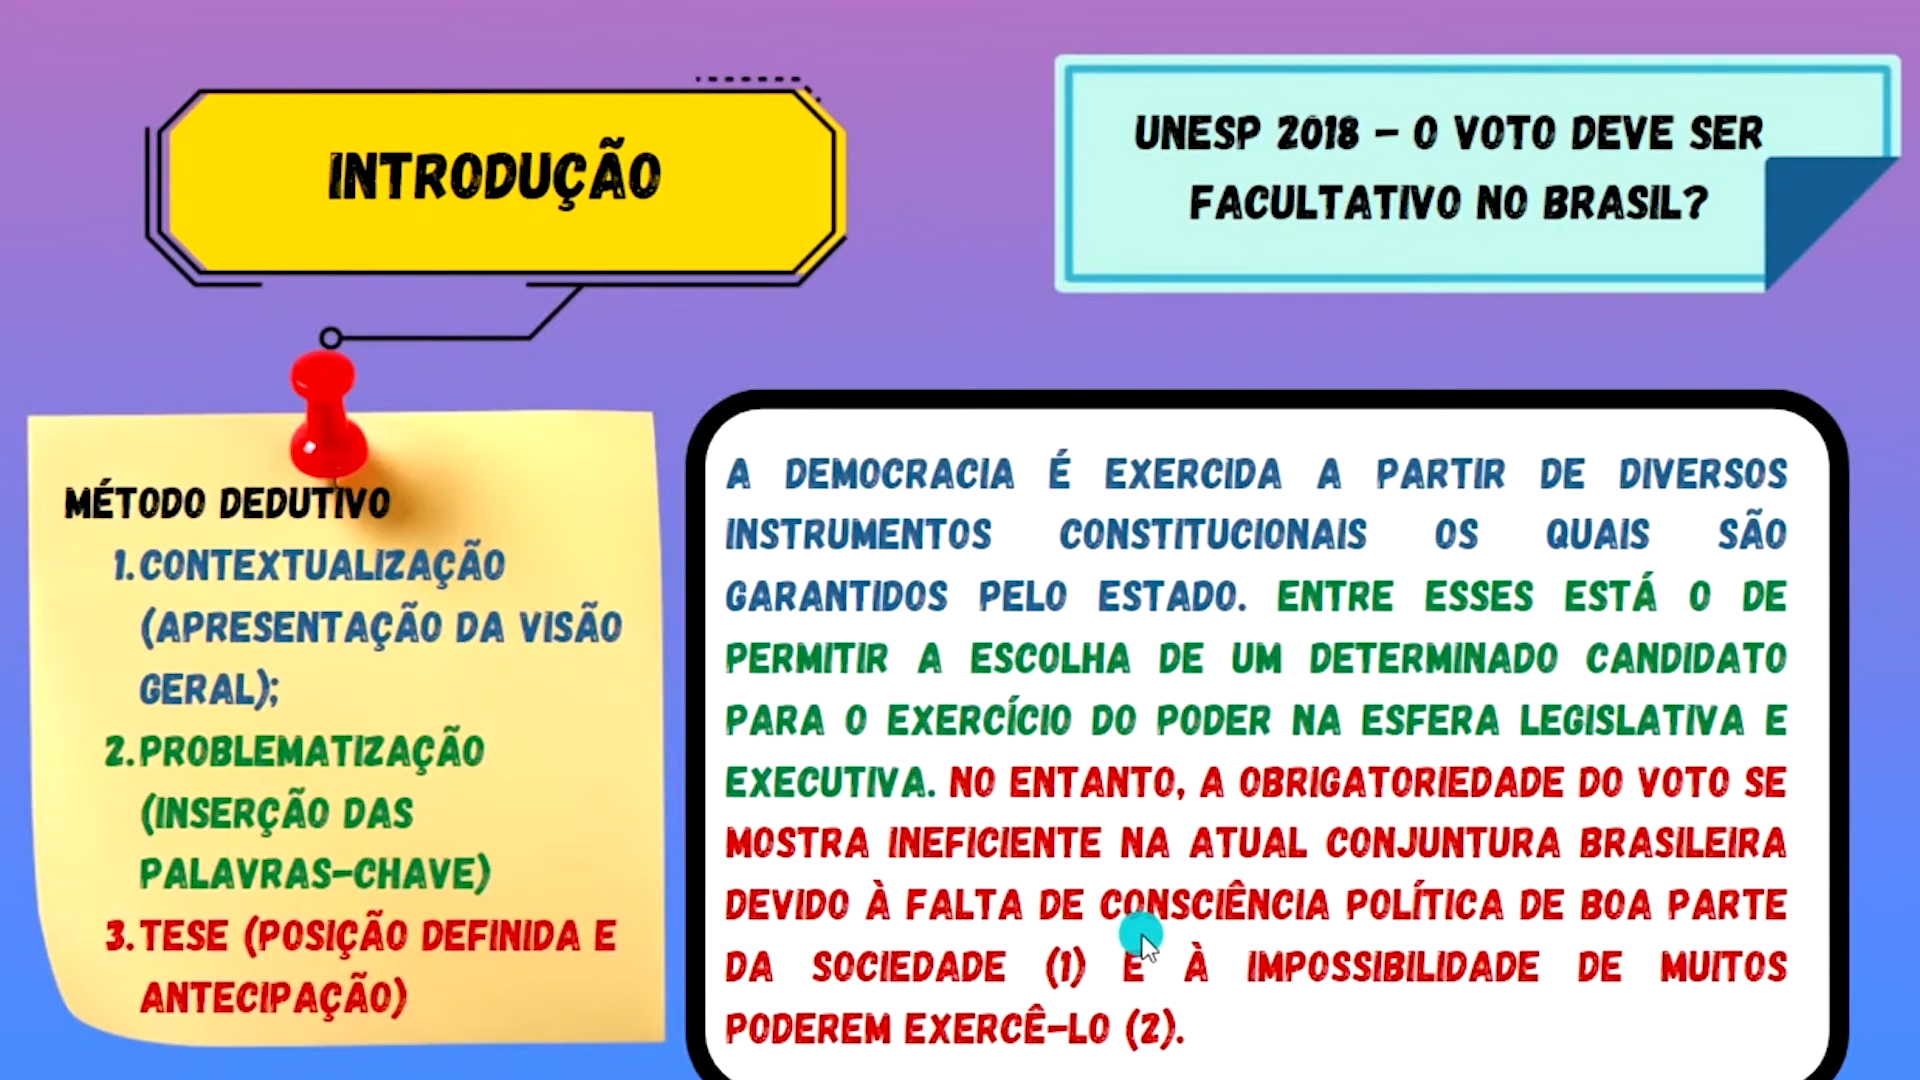 INTRODUÇÃO
UNESP 2018 – O VOTO DEVE SER
FACULTATIVO NO BRASIL?
MÉTODO DEDUTIVO
1.CONTEXTUALIZAÇÃO
(APRESENTAÇÃO DA VISÃO
GERAL);
2.PROBLEMATIZAÇÃO
(INSERÇÃO DAS
PALAVRAS-CHAVE)
3.TESE (POSIÇÃO DEFINIDA E
ANTECIPAÇÃO)
A DEMOCRACIA É EXERCIDA A PARTIR DE DIVERSOS
INSTRUMENTOS CONSTITUCIONAIS OS QUAIS SÃO
GARANTIDOS PELO ESTADO. ENTRE ESSES ESTÁ O DE
PERMITIR A ESCOLHA DE UM DETERMINADO CANDIDATO
PARA O EXERCÍCIO DO PODER NA ESFERA LEGISLATIVA E
EXECUTIVA. NO ENTANTO, A OBRIGATORIEDADE DO VOTO SE
MOSTRA INEFICIENTE NA ATUAL CONJUNTURA BRASILEIRA
DEVIDO À FALTA DE CONSCIÊNCIA POLÍTICA DE BOA PARTE
DA SOCIEDADE (1) E À IMPOSSIBILIDADE DE MUITOS
PODEREM EXERCÊ-LO (2).